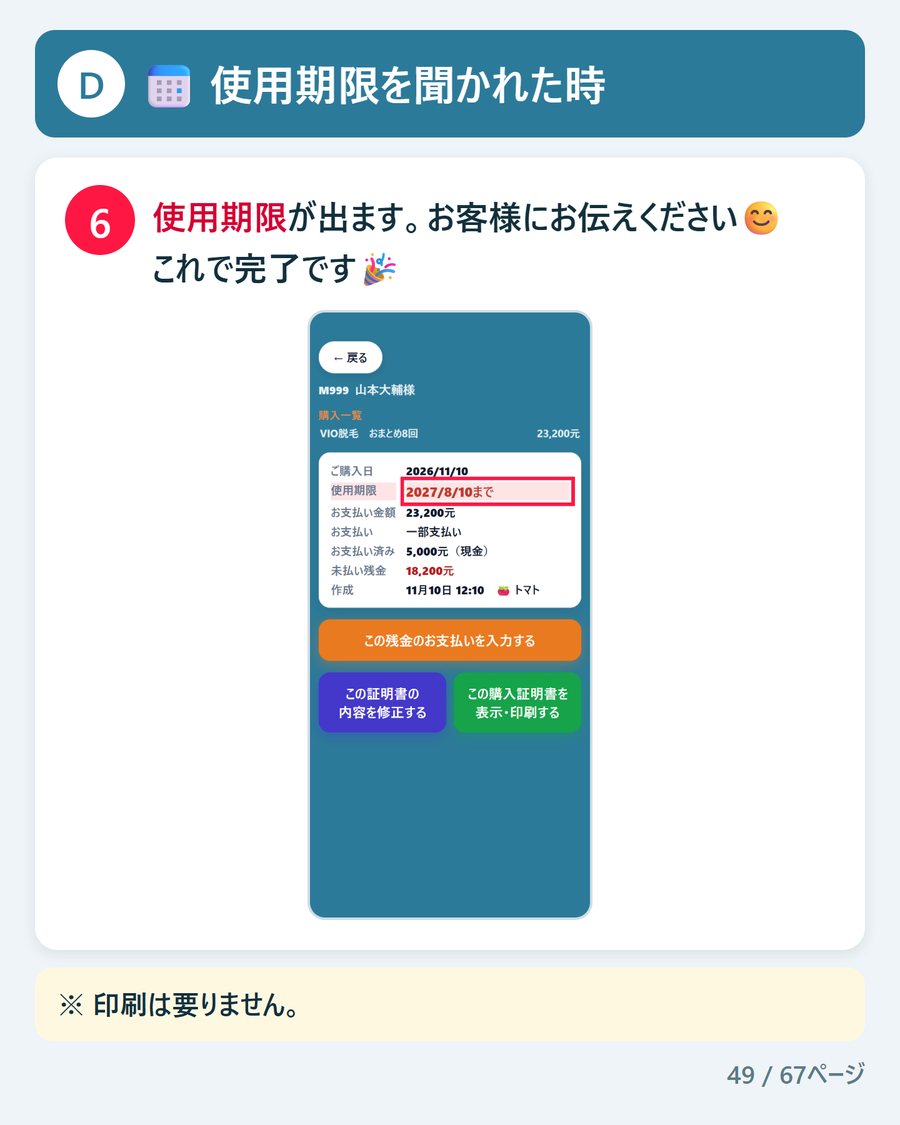 D 使用期限を聞かれた時
6 使用期限が出ます。お客様にお伝えください
これで完了です
← 戻る
M999 山本大輔様
購入一覧
VIO脱毛 おまとめ8回 23,200元
ご購入日 2026/11/10
使用期限 2027/8/10まで
お支払い金額 23,200元
お支払い 一部支払い
お支払い済み 5,000元（現金）
未払い残金 18,200元
作成 11月10日 12:10 トマト
この残金のお支払いを入力する
この証明書の
内容を修正する
この購入証明書を
表示・印刷する
※ 印刷は要りません。
49 / 67ページ